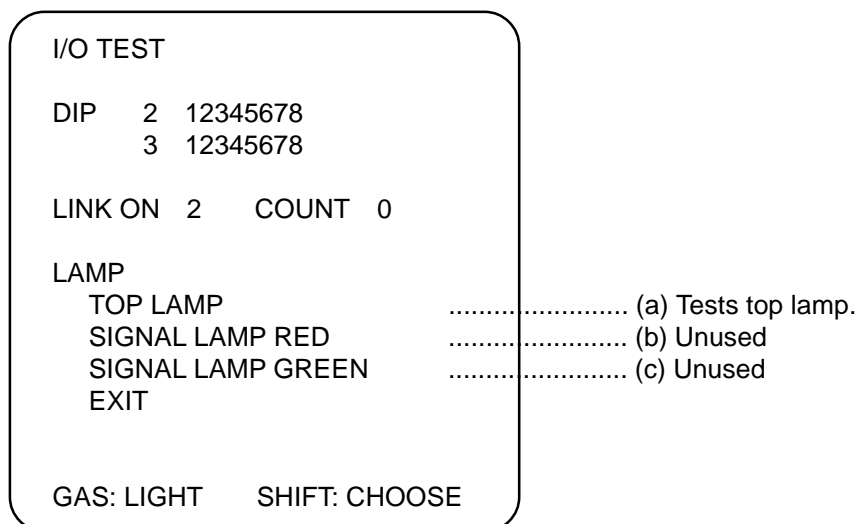 I/O TEST
DIP 2 12345678
3 12345678
LINK ON 2 COUNT 0
LAMP
TOP LAMP ........................ (a) Tests top lamp.
SIGNAL LAMP RED ........................ (b) Unused
SIGNAL LAMP GREEN ........................ (c) Unused
EXIT
GAS: LIGHT SHIFT: CHOOSE